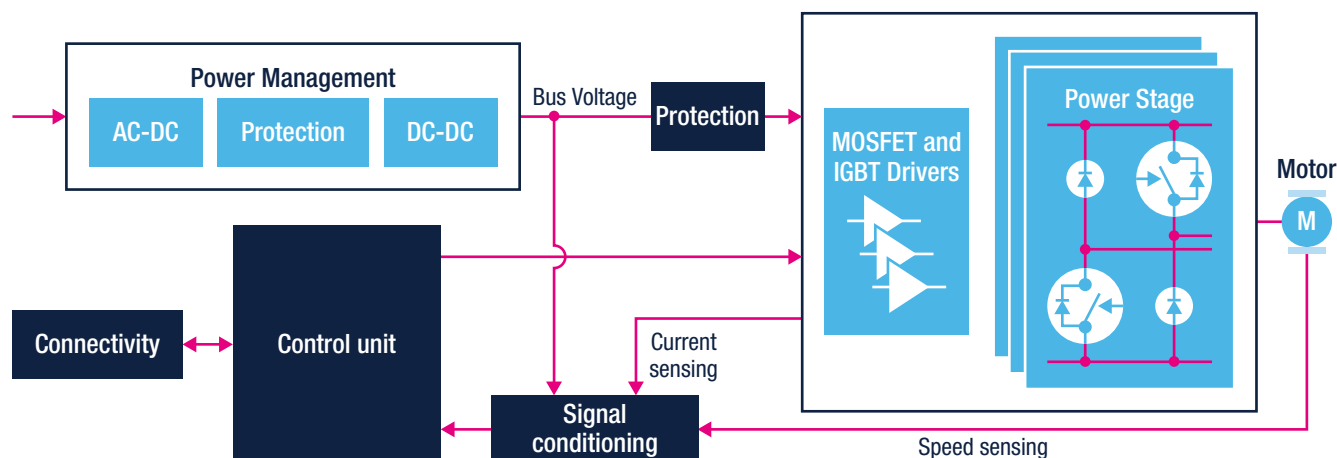 Power Management
AC-DC
Protection
DC-DC
Bus Voltage
Protection
MOSFET and
IGBT Drivers
Power Stage
Motor
M
Connectivity
Control unit
Current
sensing
Signal
conditioning
Speed sensing